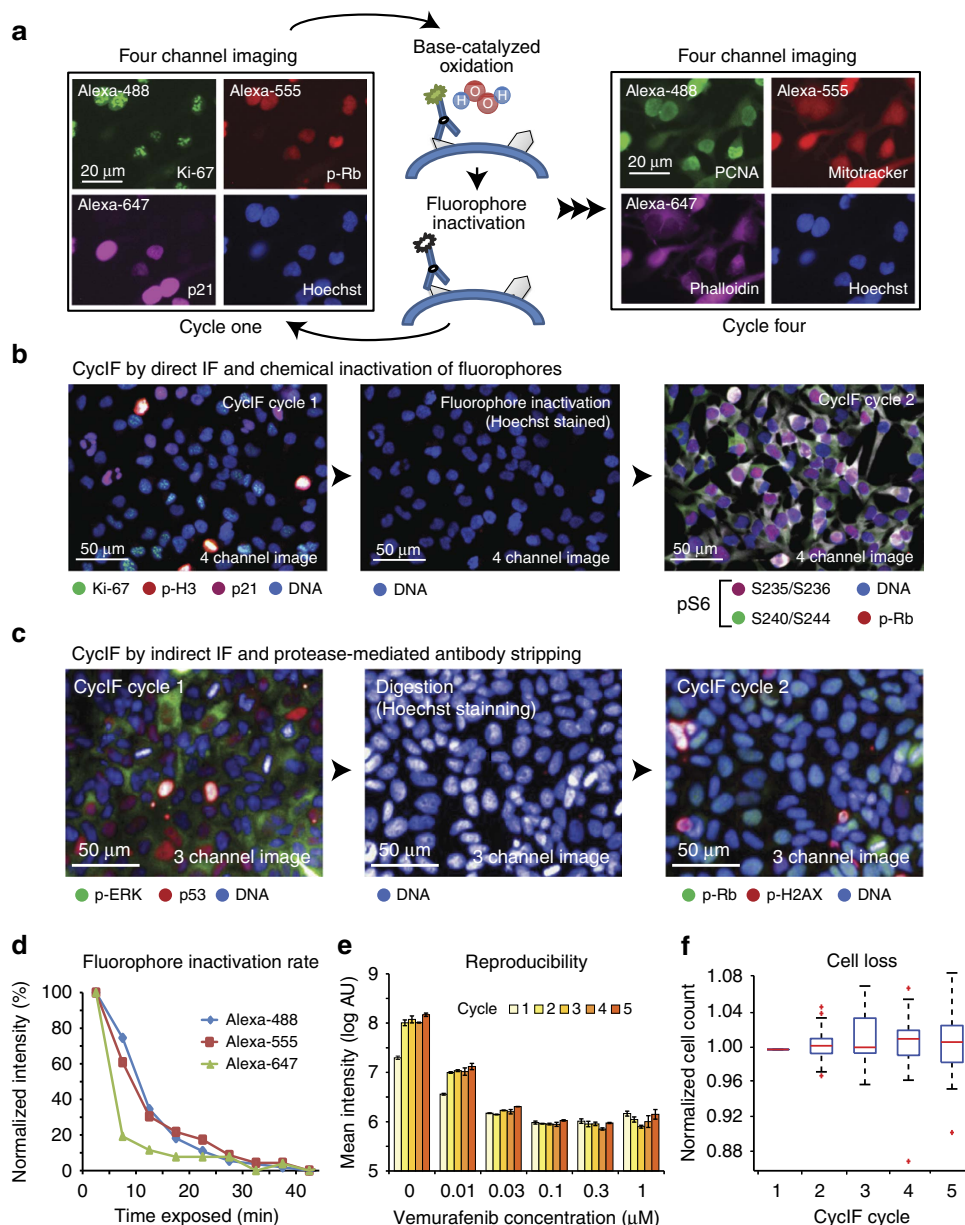 a
Four channel imaging
Alexa-488
20 µm
Ki-67
Alexa-555
p-Rb
Alexa-647
p21
Hoechst
Cycle one
Base-catalyzed
oxidation
H O O H
Fluorophore
inactivation
Four channel imaging
Alexa-488
20 µm
PCNA
Alexa-555
Mitotracker
Alexa-647
Phalloidin
Hoechst
Cycle four
b
CycIF by direct IF and chemical inactivation of fluorophores
CycIF cycle 1
50 µm
4 channel image
Ki-67 p-H3 p21 DNA
Fluorophore inactivation
(Hoechst stained)
50 µm
4 channel image
DNA
CycIF cycle 2
50 µm
4 channel image
pS6
S235/S236 DNA
S240/S244 p-Rb
c
CycIF by indirect IF and protease-mediated antibody stripping
CycIF cycle 1
50 µm
3 channel image
p-ERK p53 DNA
Digestion
(Hoechst stainning)
50 µm
3 channel image
DNA
CycIF cycle 2
50 µm
3 channel image
p-Rb p-H2AX DNA
d
Fluorophore inactivation rate
Normalized intensity (%)
100
80
60
40
20
0
Alexa-488
Alexa-555
Alexa-647
0 10 20 30 40
Time exposed (min)
e
Reproducibility
Mean intensity (log AU)
9
8
7
6
5
Cycle 1 2 3 4 5
0 0.01 0.03 0.1 0.3 1
Vemurafenib concentration (µM)
f
Cell loss
Normalized cell count
1.08
1.04
1.00
0.96
0.92
0.88
1 2 3 4 5
CycIF cycle